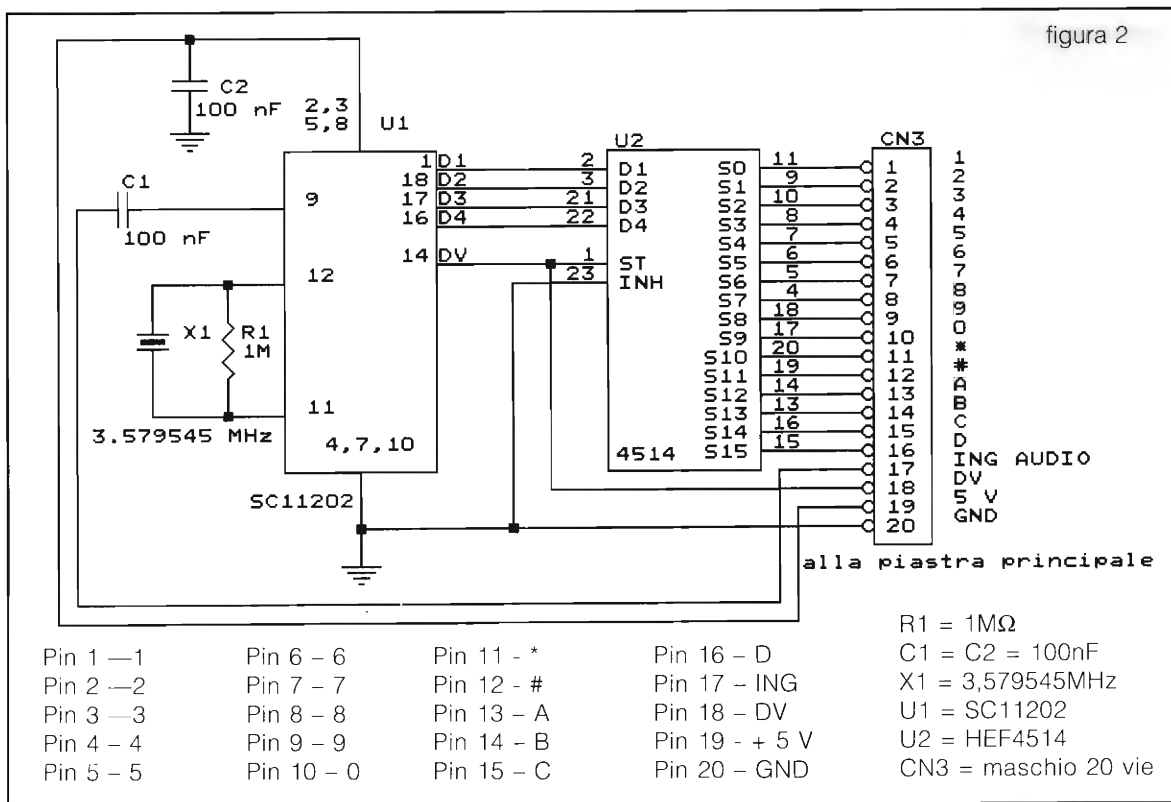 figura 2
C2
100 nF
2,3
5,8
U1
C1
100 nF
9
12
X1
R1
1M
11
3.579545 MHz
4,7,10
SC11202
1 D1
18 D2
17 D3
16 D4
14 DV
U2
2 D1
3 D2
21 D3
22 D4
1 ST
23 INH
4514
S0 11
S1 9
S2 10
S3 8
S4 7
S5 6
S6 5
S7 4
S8 18
S9 17
S10 20
S11 19
S12 14
S13 13
S14 16
S15 15
CN3
1 1
2 2
3 3
4 4
5 5
6 6
7 7
8 8
9 9
10 0
11 *
12 #
13 A
14 B
15 C
16 D
17 ING AUDIO
18 DV
19 5 V
20 GND
alla piastra principale
Pin 1 —1
Pin 2 —2
Pin 3 —3
Pin 4 – 4
Pin 5 – 5
Pin 6 – 6
Pin 7 – 7
Pin 8 – 8
Pin 9 – 9
Pin 10 – 0
Pin 11 - *
Pin 12 - #
Pin 13 – A
Pin 14 – B
Pin 15 – C
Pin 16 – D
Pin 17 – ING
Pin 18 – DV
Pin 19 - + 5 V
Pin 20 – GND
R1 = 1MΩ
C1 = C2 = 100nF
X1 = 3,579545MHz
U1 = SC11202
U2 = HEF4514
CN3 = maschio 20 vie